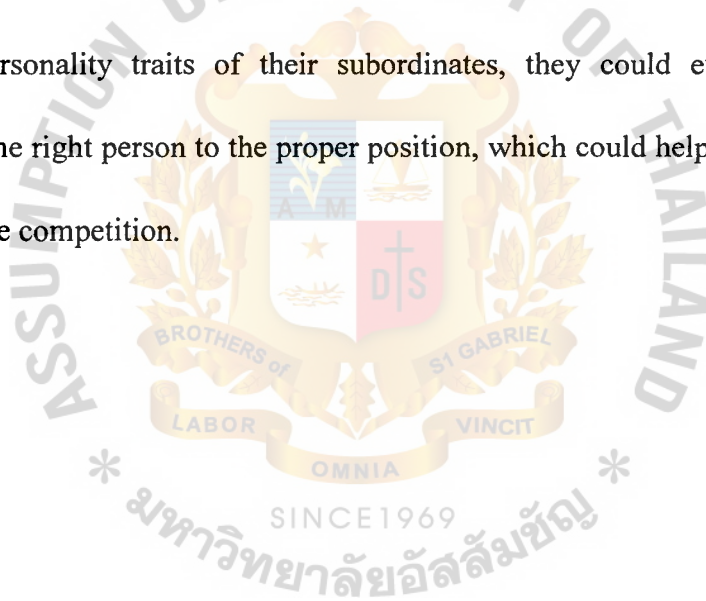 ersonality traits of their subordinates, they could e
ne right person to the proper position, which could help
e competition.
ASSUMPTION
OF THAILAND
A M
D S
BROTHERS of
S1 GABRIEL
LABOR
VINCIT
OMNIA
SINCE1969
มหาวิทยาลัยอัสสัมชัญ